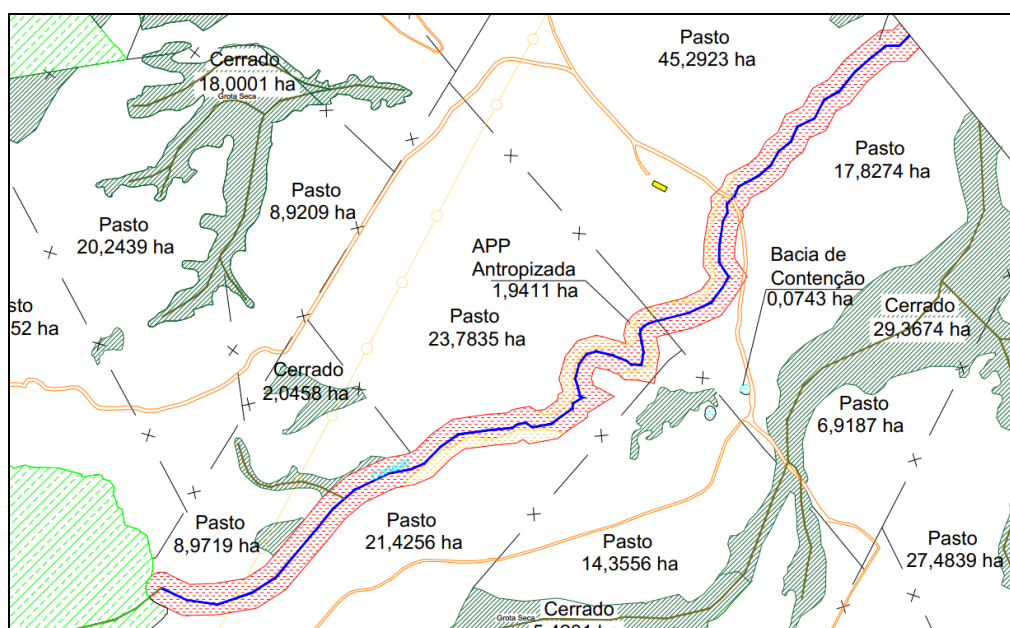 Pasto
45,2923 ha
Cerrado
18,0001 ha
Grota Seca
Pasto
17,8274 ha
Pasto
8,9209 ha
Pasto
20,2439 ha
APP
Antropizada
1,9411 ha
Bacia de
Contenção
0,0743 ha
sto
52 ha
Pasto
23,7835 ha
Cerrado
29,3674 ha
Cerrado
2,0458 ha
Pasto
6,9187 ha
Pasto
8,9719 ha
Pasto
21,4256 ha
Pasto
14,3556 ha
Pasto
27,4839 ha
Cerrado
Grota Seca